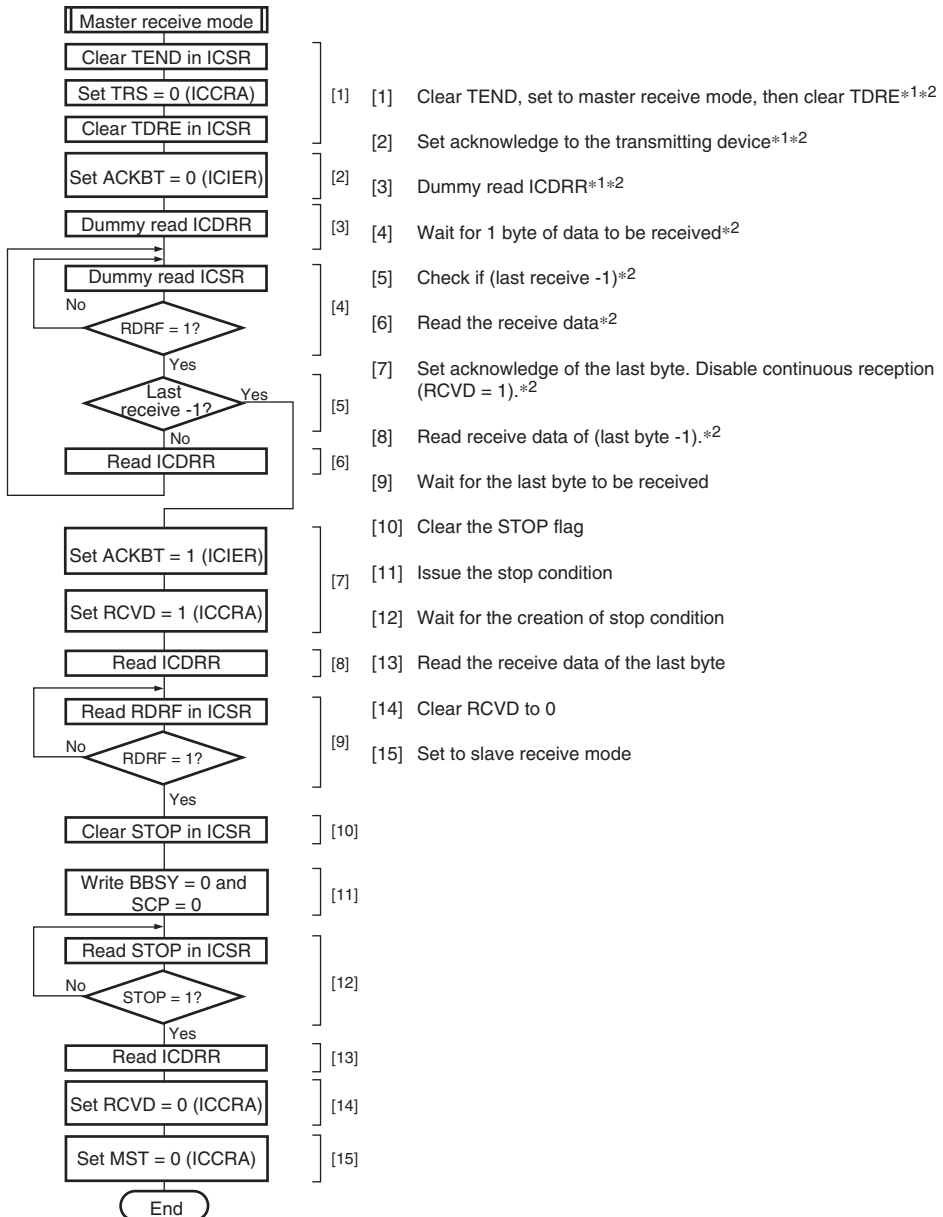 Master receive mode
Clear TEND in ICSR
Set TRS = 0 (ICCRA)
Clear TDRE in ICSR
[1]
Set ACKBT = 0 (ICIER)
[2]
Dummy read ICDRR
[3]
Dummy read ICSR
No
RDRF = 1?
[4]
Yes
Last
receive -1?
Yes
[5]
No
Read ICDRR
[6]
Set ACKBT = 1 (ICIER)
Set RCVD = 1 (ICCRA)
[7]
Read ICDRR
[8]
Read RDRF in ICSR
No
RDRF = 1?
[9]
Yes
Clear STOP in ICSR
[10]
Write BBSY = 0 and
SCP = 0
[11]
Read STOP in ICSR
No
STOP = 1?
[12]
Yes
Read ICDRR
[13]
Set RCVD = 0 (ICCRA)
[14]
Set MST = 0 (ICCRA)
[15]
End
[1] Clear TEND, set to master receive mode, then clear TDRE*1*2
[2] Set acknowledge to the transmitting device*1*2
[3] Dummy read ICDRR*1*2
[4] Wait for 1 byte of data to be received*2
[5] Check if (last receive -1)*2
[6] Read the receive data*2
[7] Set acknowledge of the last byte. Disable continuous reception
(RCVD = 1).*2
[8] Read receive data of (last byte -1).*2
[9] Wait for the last byte to be received
[10] Clear the STOP flag
[11] Issue the stop condition
[12] Wait for the creation of stop condition
[13] Read the receive data of the last byte
[14] Clear RCVD to 0
[15] Set to slave receive mode